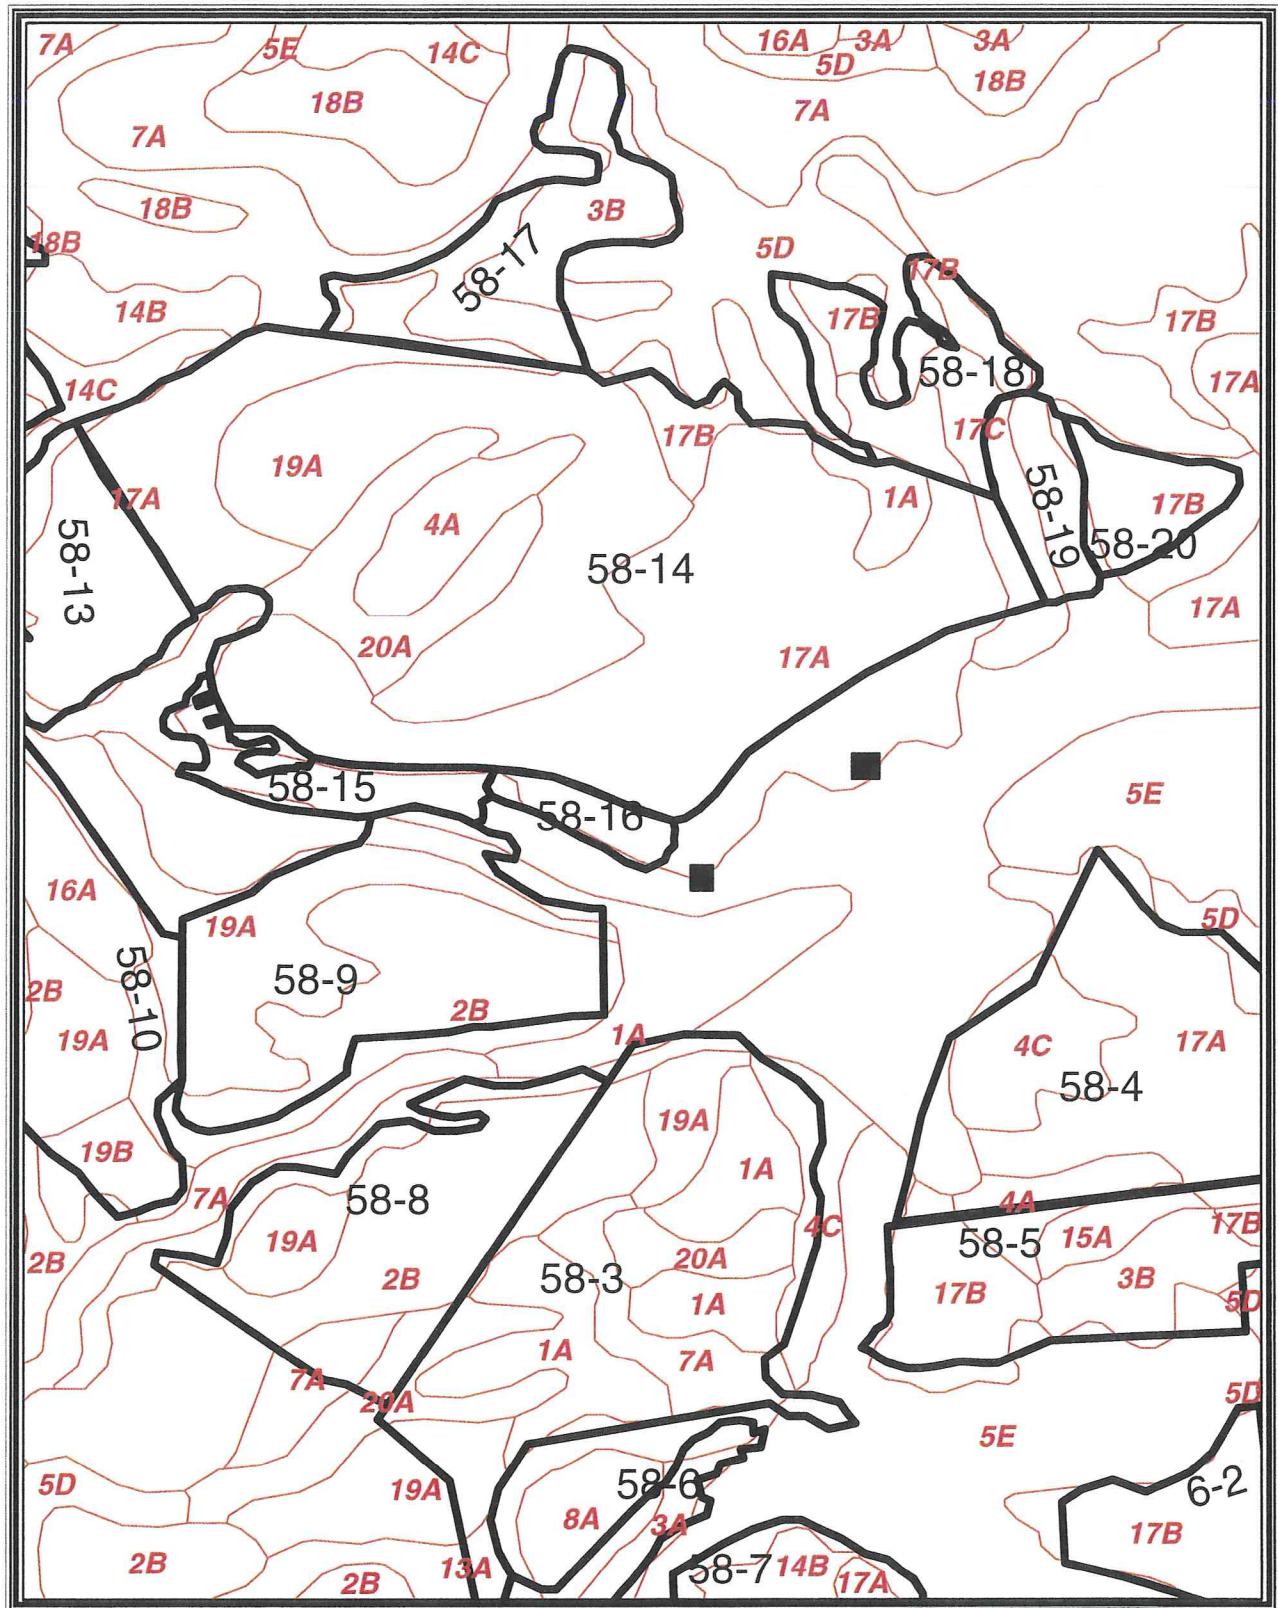 7A 5E 14C 16A 3A 3A
5D
18B 18B
7A 7A
18B 3B
18B 5D
58-17 17B
14B 17B 17B
14C 58-18 17A
17B 17C
19A
17A 4A 1A 58-19 17B
58-13 58-14 58-20
17A
20A 17A
58-15 58-16 5E
16A
19A 5D
58-10 58-9
2B 2B
19A 1A 4C 17A
58-4
19A
19B 1A
7A 58-8 4A
4C 17B
19A 58-5 15A
2B 20A
2B 58-3 3B
17B 5D
1A
1A 7A
7A
20A 5D
5E
5D 19A 58-6 6-2
8A 3A 17B
2B 13A 58-7 14B
2B 17A